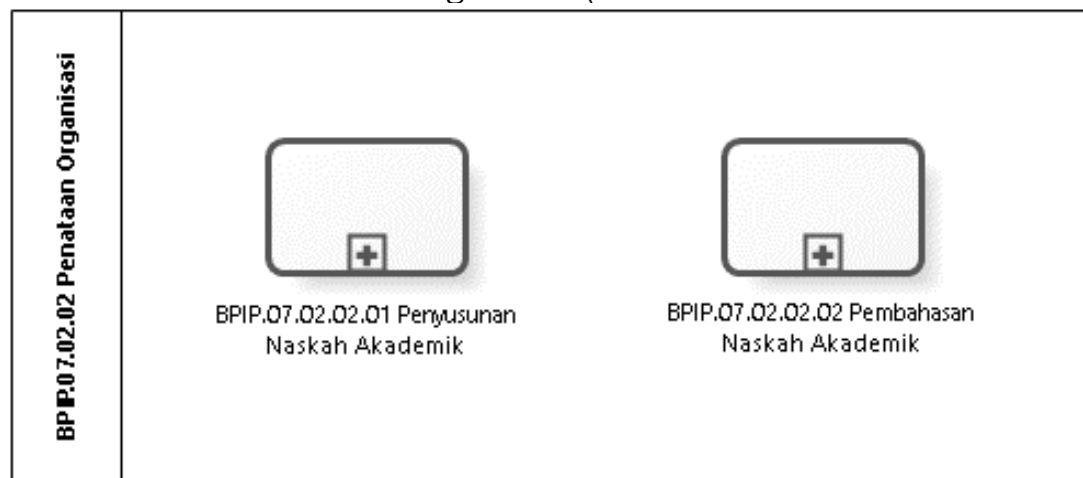 BPIP.07.02.02 Penataan Organisasi
BPIP.07.02.02.01 Penyusunan
Naskah Akademik
BPIP.07.02.02.02 Pembahasan
Naskah Akademik